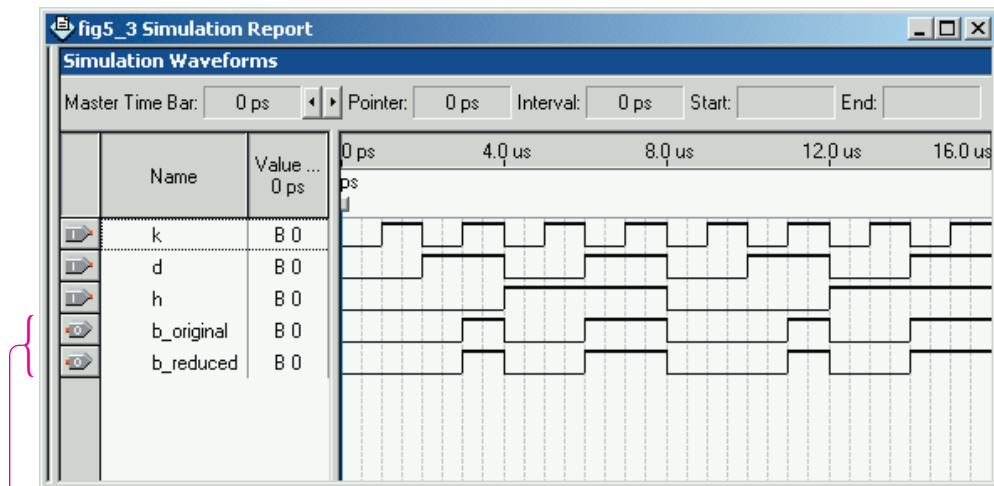 fig5_3 Simulation Report
Simulation Waveforms
Master Time Bar: 0 ps Pointer: 0 ps Interval: 0 ps Start: End:
Name Value ... 0 ps
0 ps 4.0 us 8.0 us 12.0 us 16.0 us
ps
k B 0
d B 0
h B 0
b_original B 0
b_reduced B 0